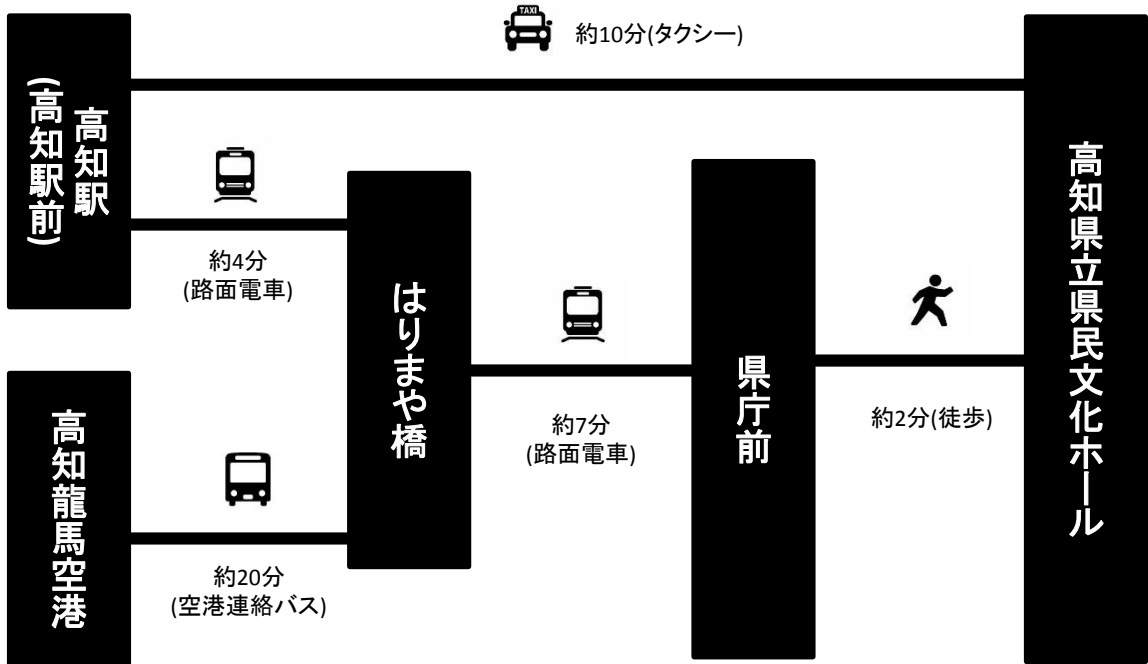 TAXI
約10分(タクシー)
高知駅
(高知駅前)
約4分
(路面電車)
はりまや橋
約7分
(路面電車)
県庁前
約2分(徒歩)
高知県立県民文化ホール
高知龍馬空港
約20分
(空港連絡バス)